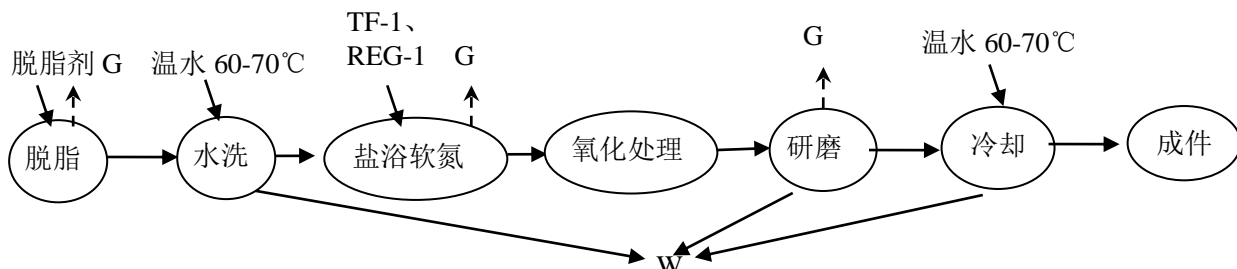 TF-1、
REG-1
G
G
脱脂剂 G
温水 60-70℃
温水 60-70℃
脱脂
水洗
盐浴软氮
氧化处理
研磨
冷却
成件
W